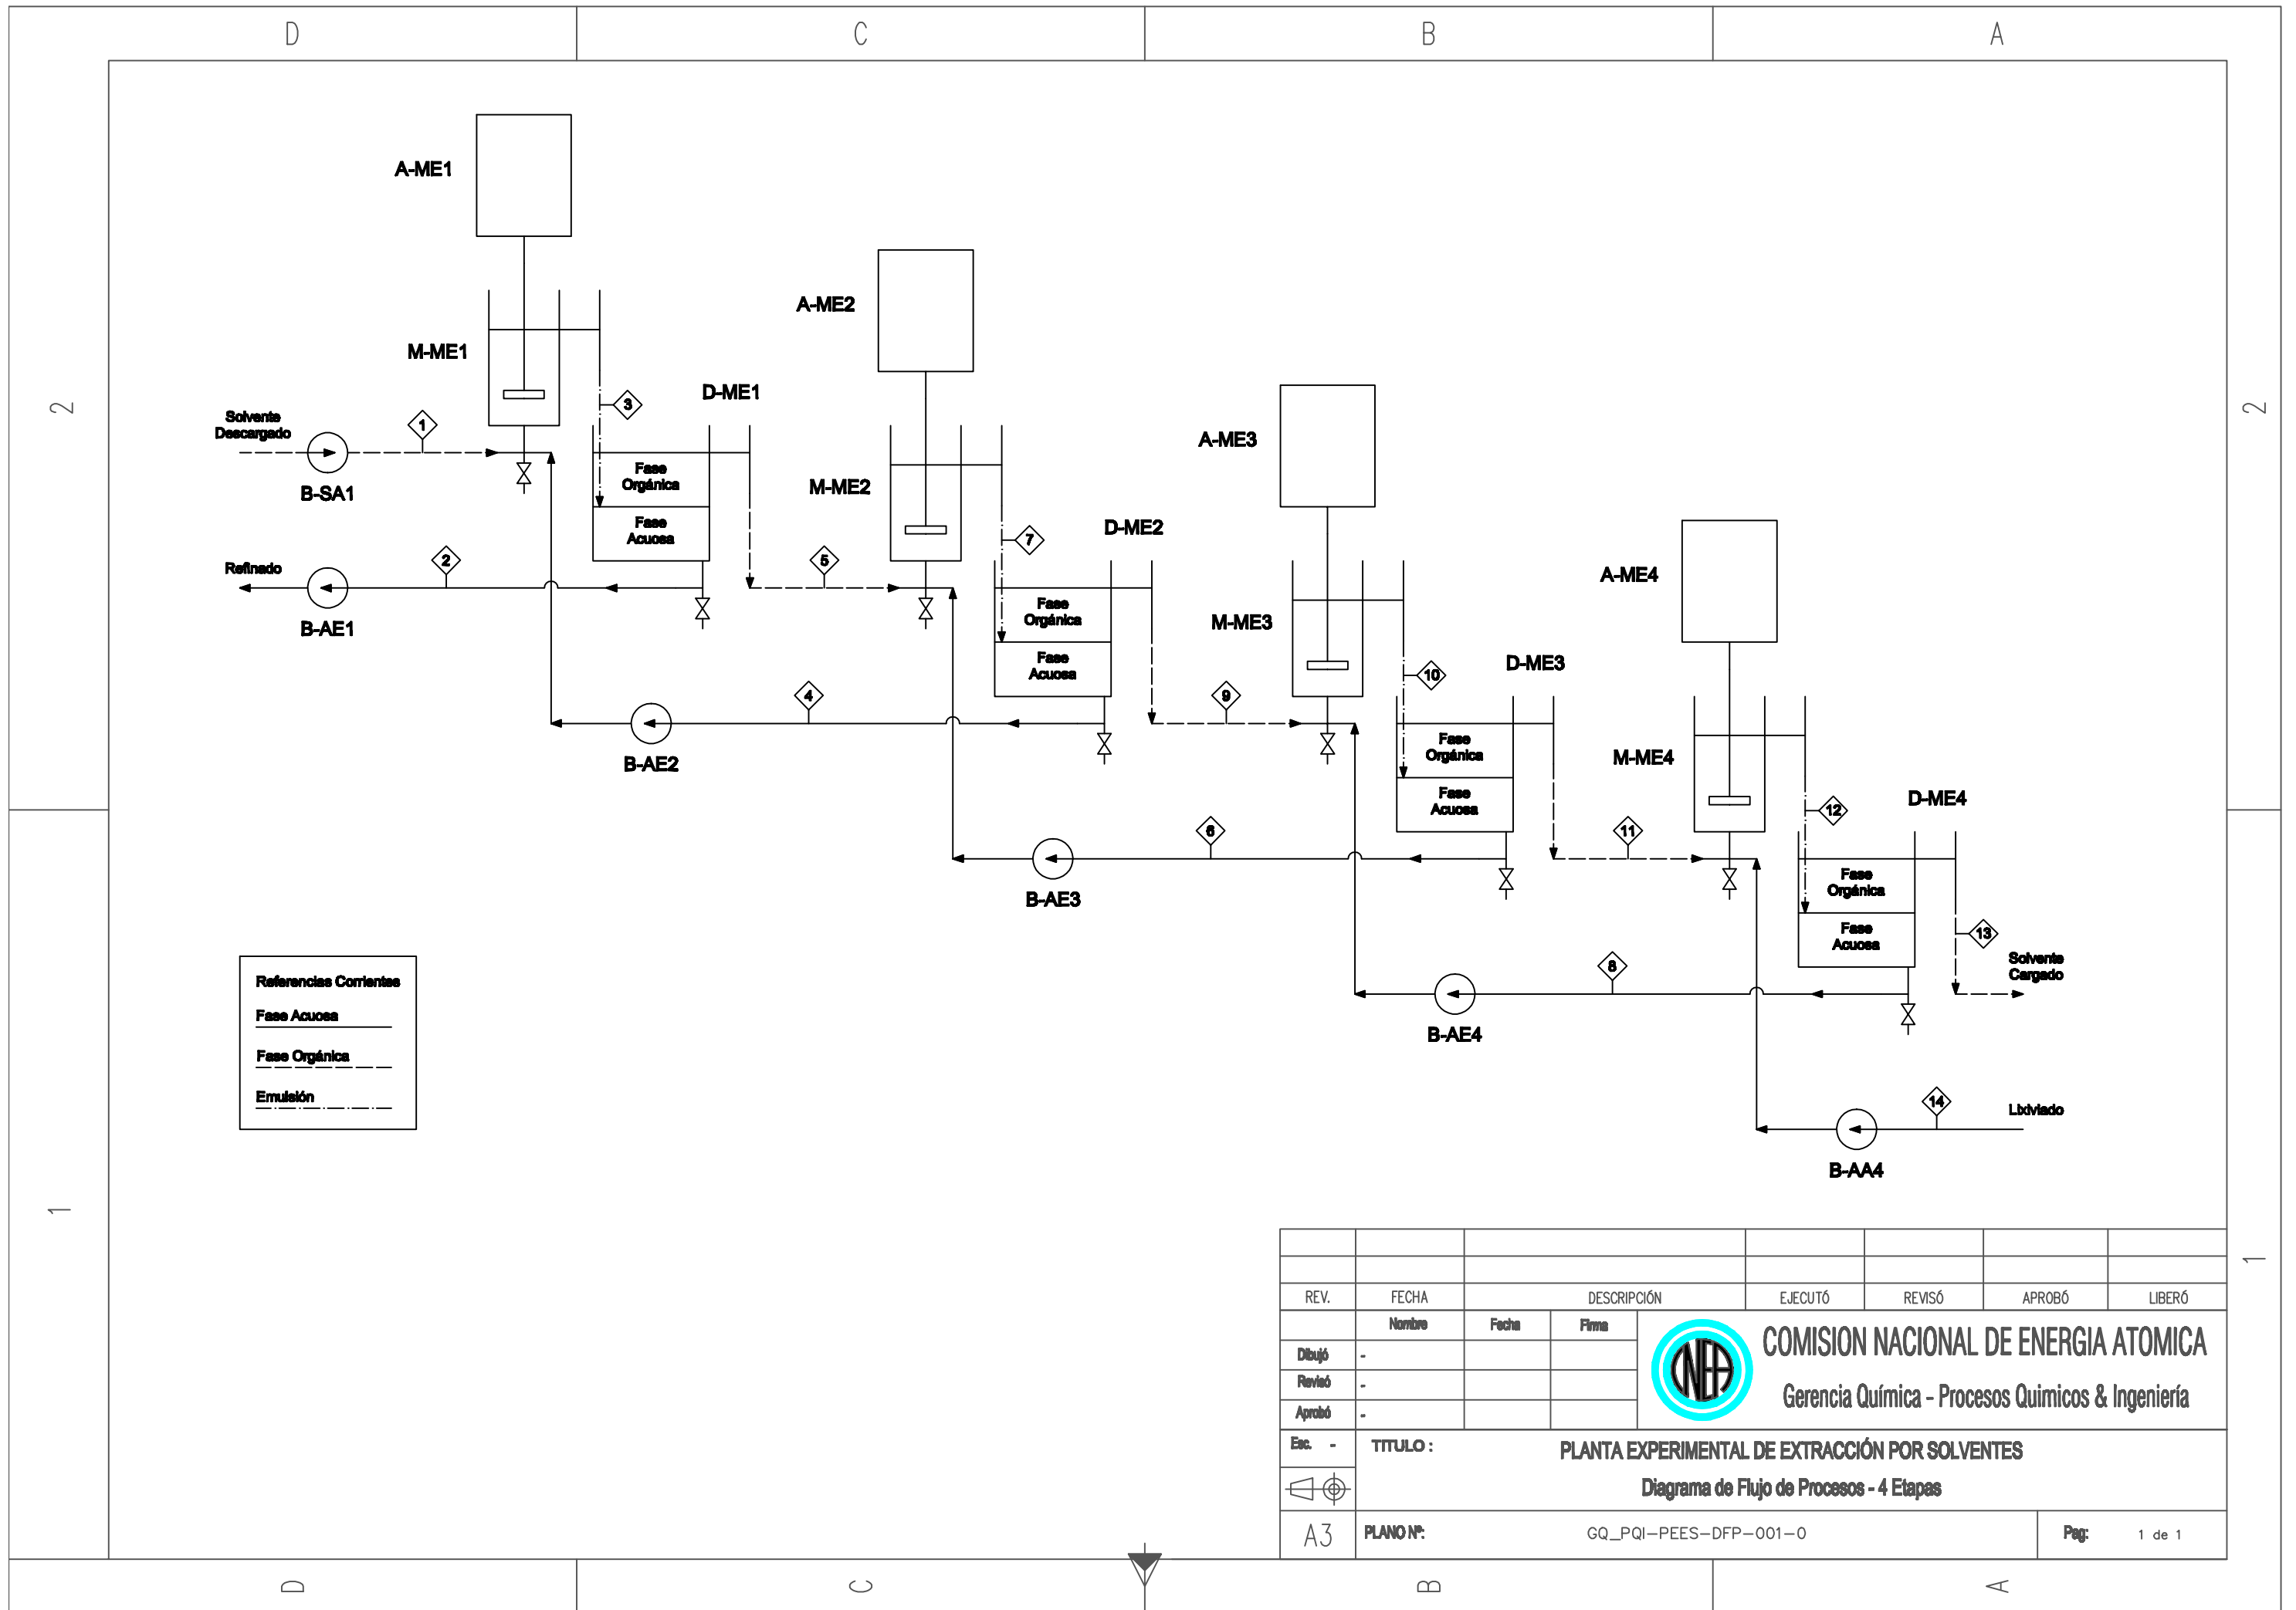 D
C
B
A
2
2
1
1
A-ME1
M-ME1
3
D-ME1
Solvente
Descargado
1
B-SA1
Fase
Orgánica
Fase
Acuosa
Refinado
2
B-AE1
A-ME2
M-ME2
7
D-ME2
5
Fase
Orgánica
Fase
Acuosa
4
B-AE2
A-ME3
M-ME3
10
D-ME3
9
Fase
Orgánica
Fase
Acuosa
6
B-AE3
A-ME4
M-ME4
12
D-ME4
11
Fase
Orgánica
Fase
Acuosa
13
Solvente
Cargado
8
B-AE4
14
Lixiviado
B-AA4
Referencias Corrientes
Fase Acuosa
Fase Orgánica
Emulsión
REV. FECHA DESCRIPCIÓN EJECUTÓ REVISÓ APROBÓ LIBERÓ
Nombre Fecha Firma
Dibujó -
Revisó -
Aprobó -
CNEA
COMISION NACIONAL DE ENERGIA ATOMICA
Gerencia Química - Procesos Quimicos & Ingeniería
Esc. -
TITULO : PLANTA EXPERIMENTAL DE EXTRACCIÓN POR SOLVENTES
Diagrama de Flujo de Procesos - 4 Etapas
A3 PLANO Nº: GQ_PQI-PEES-DFP-001-0 Pag: 1 de 1
D
C
B
A